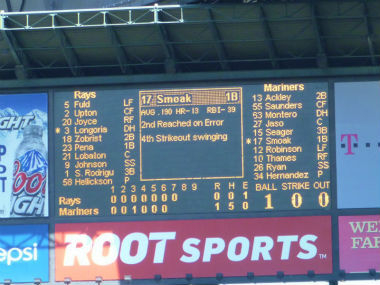 Rays
5 Fuld LF
2 Upton CF
20 Joyce RF
* 3 Longoria DH
18 Zobrist 2B
23 Pena 1B
21 Lobaton C
9 Johnson SS
1 S. Rodrigu 3B
58 Hellickson P
17 Smoak 1B
AVG .190 HR- 13 RBI- 39
2nd Reached on Error
4th Strikeout swinging
Mariners
13 Ackley 2B
55 Saunders CF
63 Montero DH
27 Jaso C
15 Seager 3B
* 17 Smoak 1B
12 Robinson LF
10 Thames RF
26 Ryan SS
34 Hernandez P
1 2 3 4 5 6 7 8 9 R H E BALL STRIKE OUT
Rays 0 0 0 0 0 0 0 0 0 1
Mariners 0 0 1 0 0 0 1 5 0
1 0 0
T
pepsi
ROOT SPORTS™
WE
FAR